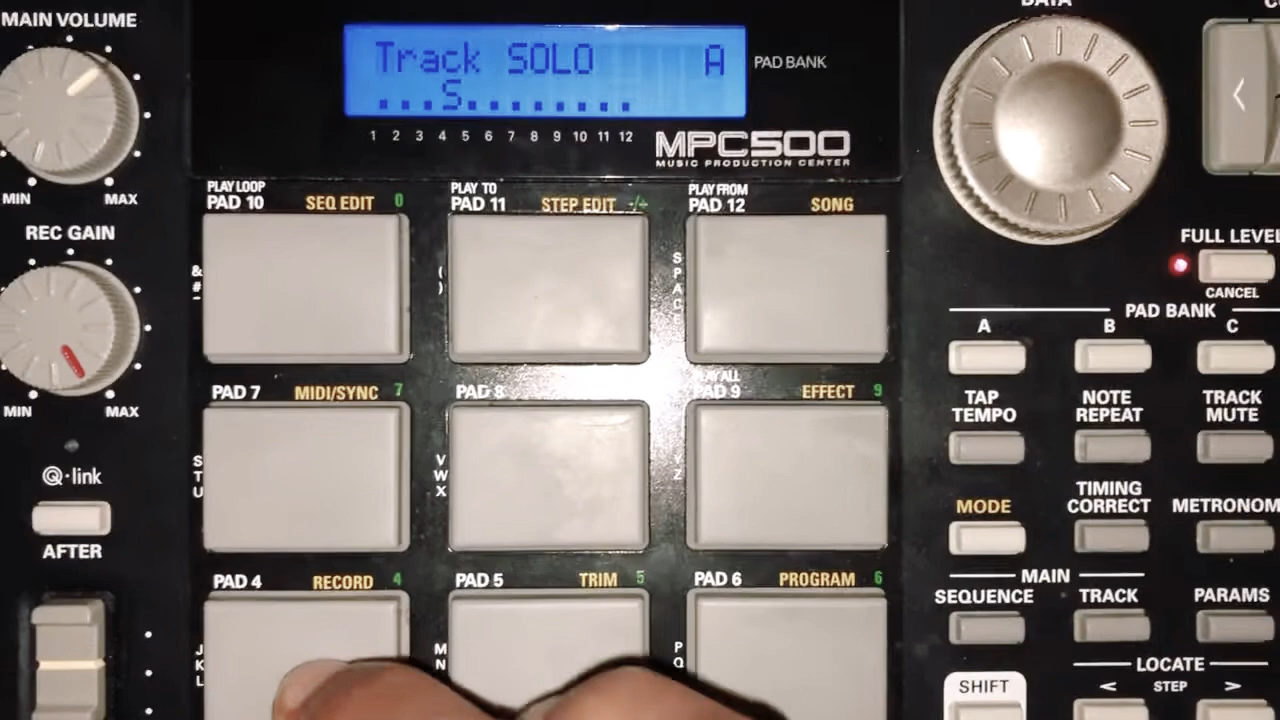 MAIN VOLUME
MIN MAX
REC GAIN
MIN MAX
Q-link
AFTER
Track SOLO A
...S........
PAD BANK
1 2 3 4 5 6 7 8 9 10 11 12
MPC500
MUSIC PRODUCTION CENTER
PLAY LOOP
PAD 10 SEQ EDIT 0
PLAY TO
PAD 11 STEP EDIT -/+
PLAY FROM
PAD 12 SONG
& # -
( )
SPACE
PAD 7 MIDI/SYNC 7
PAD 8
PLAY ALL
PAD 9 EFFECT 9
S T U
V W X
Y Z
PAD 4 RECORD 4
PAD 5 TRIM 5
PAD 6 PROGRAM 6
J K L
DATA
<
FULL LEVEL
CANCEL
PAD BANK
A B C
TAP TEMPO
NOTE REPEAT
TRACK MUTE
MODE
TIMING CORRECT
MAIN
SEQUENCE TRACK PARAMS
LOCATE
< STEP >
SHIFT